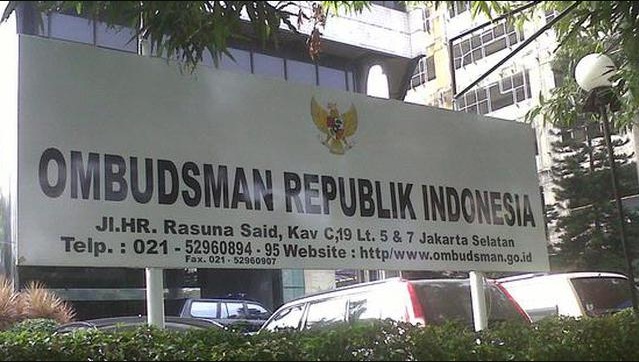 OMBUDSMAN REPUBLIK INDONESIA
Jl.HR. Rasuna Said, Kav C,19 Lt. 5 & 7 Jakarta Selatan
Telp. : 021 - 52960894 - 95 Website : http/www.ombudsman.go.id
Fax. 021 - 52960907